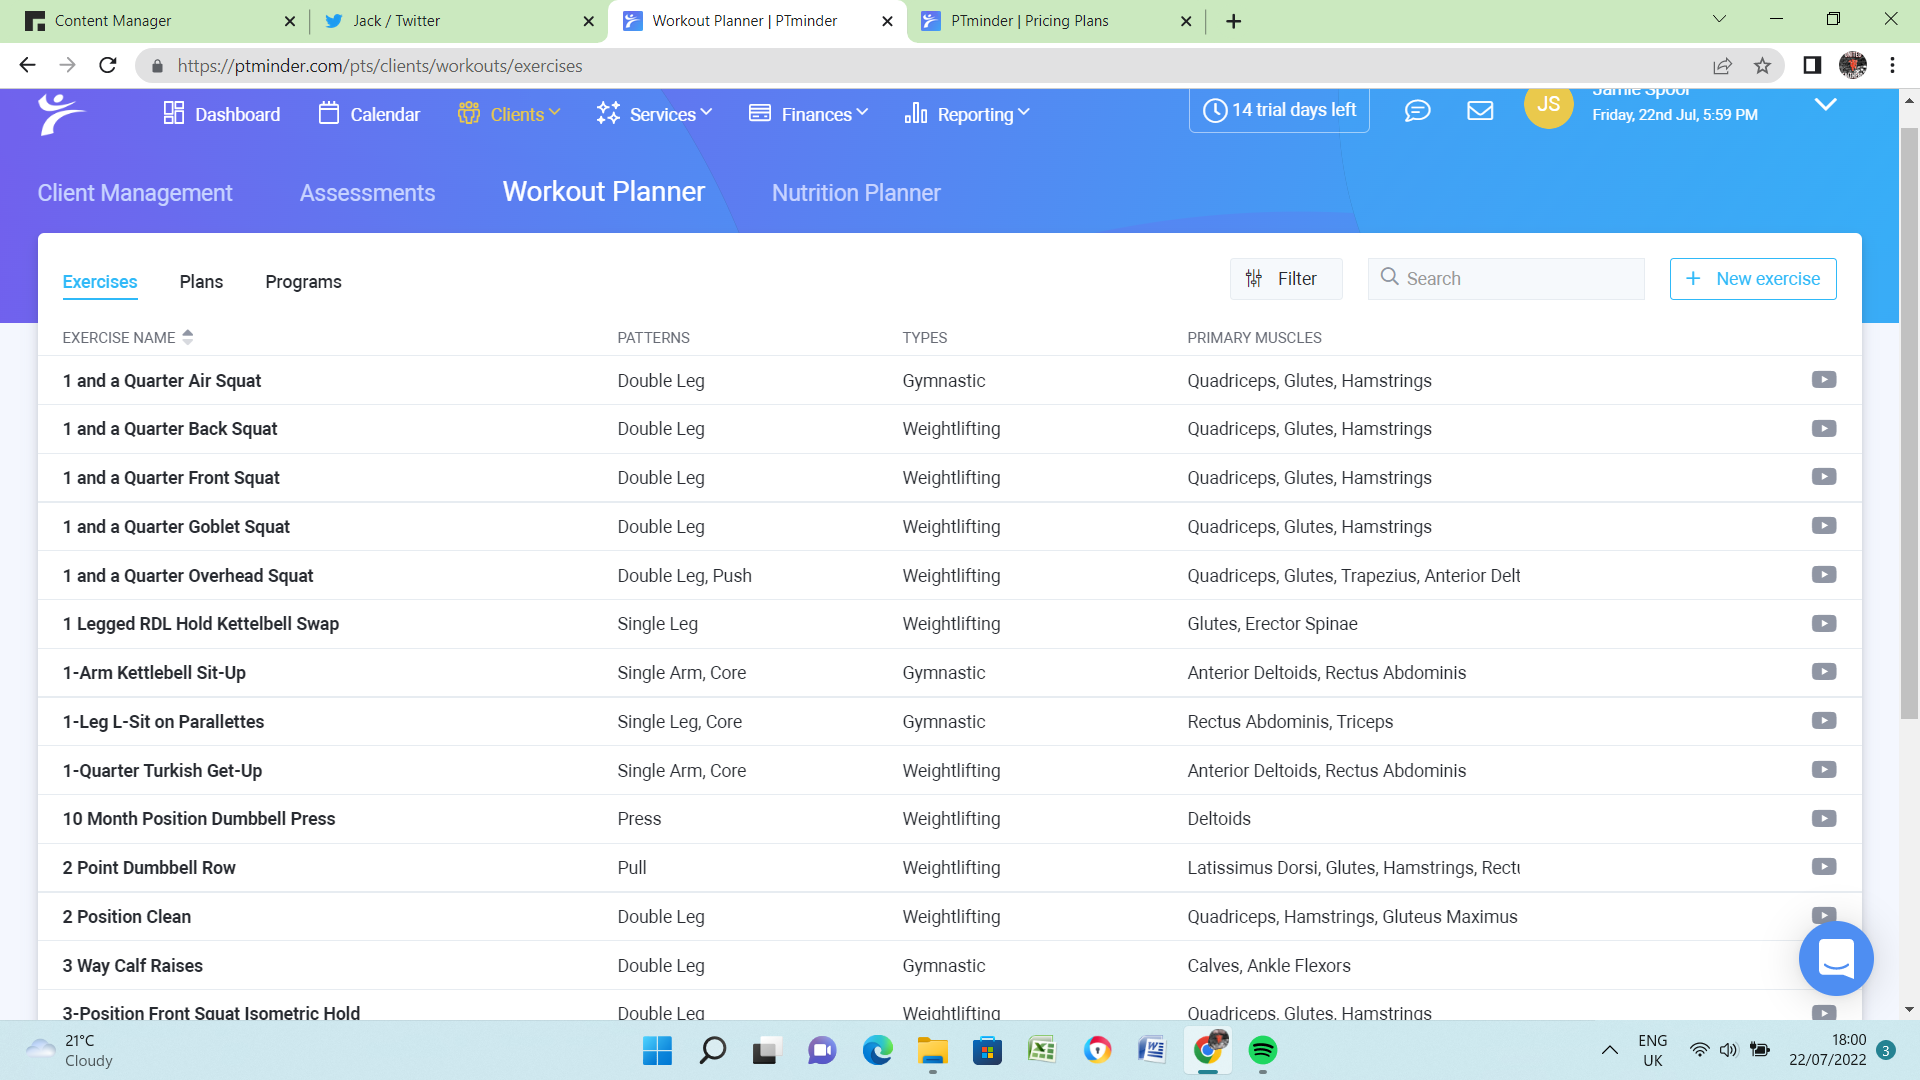 Content Manager
Jack / Twitter
Workout Planner | PTminder
PTminder | Pricing Plans
https://ptminder.com/pts/clients/workouts/exercises
Dashboard
Calendar
Clients
Services
Finances
Reporting
14 trial days left
JS
Jamie Spoor
Friday, 22nd Jul, 5:59 PM
Client Management
Assessments
Workout Planner
Nutrition Planner
Exercises
Plans
Programs
Filter
Search
+ New exercise
EXERCISE NAME PATTERNS TYPES PRIMARY MUSCLES
1 and a Quarter Air Squat Double Leg Gymnastic Quadriceps, Glutes, Hamstrings
1 and a Quarter Back Squat Double Leg Weightlifting Quadriceps, Glutes, Hamstrings
1 and a Quarter Front Squat Double Leg Weightlifting Quadriceps, Glutes, Hamstrings
1 and a Quarter Goblet Squat Double Leg Weightlifting Quadriceps, Glutes, Hamstrings
1 and a Quarter Overhead Squat Double Leg, Push Weightlifting Quadriceps, Glutes, Trapezius, Anterior Delt
1 Legged RDL Hold Kettelbell Swap Single Leg Weightlifting Glutes, Erector Spinae
1-Arm Kettlebell Sit-Up Single Arm, Core Gymnastic Anterior Deltoids, Rectus Abdominis
1-Leg L-Sit on Parallettes Single Leg, Core Gymnastic Rectus Abdominis, Triceps
1-Quarter Turkish Get-Up Single Arm, Core Weightlifting Anterior Deltoids, Rectus Abdominis
10 Month Position Dumbbell Press Press Weightlifting Deltoids
2 Point Dumbbell Row Pull Weightlifting Latissimus Dorsi, Glutes, Hamstrings, Rectu
2 Position Clean Double Leg Weightlifting Quadriceps, Hamstrings, Gluteus Maximus
3 Way Calf Raises Double Leg Gymnastic Calves, Ankle Flexors
3-Position Front Squat Isometric Hold Double Leg Weightlifting Quadriceps, Glutes, Hamstrings
21°C
Cloudy
ENG
UK
18:00
22/07/2022
3